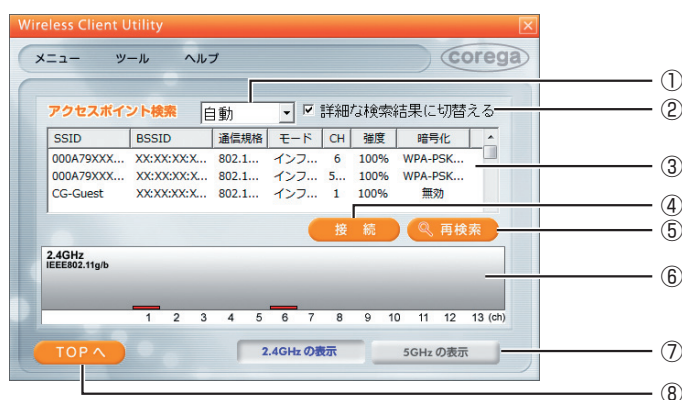 Wireless Client Utility
メニュー ツール ヘルプ corega
① 
アクセスポイント検索 自動 詳細な検索結果に切替える ②
SSID BSSID 通信規格 モード CH 強度 暗号化
000A79XXX... XX:XX:XX:X... 802.1... インフ... 6 100% WPA-PSK... ③
000A79XXX... XX:XX:XX:X... 802.1... インフ... 5... 100% WPA-PSK...
CG-Guest XX:XX:XX:X... 802.1... インフ... 1 100% 無効
④
接続 再検索 ⑤
2.4GHz
IEEE802.11g/b
⑥
1 2 3 4 5 6 7 8 9 10 11 12 13 (ch)
TOPへ 2.4GHzの表示 5GHzの表示 ⑦
⑧